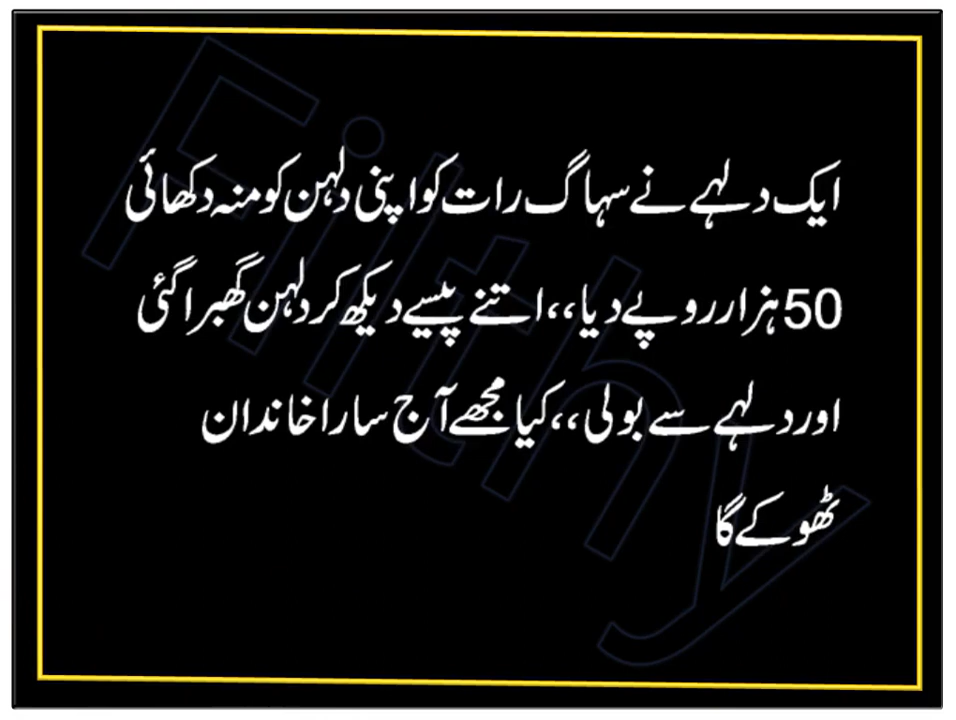 ایک دلہے نے سہاگ رات کو اپنی دلہن کو منہ دکھائی
50 ہزار روپے دیا،،اتنے پیسے دیکھ کر دلہن گھبرا گئی
اور دلہے سے بولی،،کیا مجھے آج سارا خاندان
ٹھوکے گا
Filthy